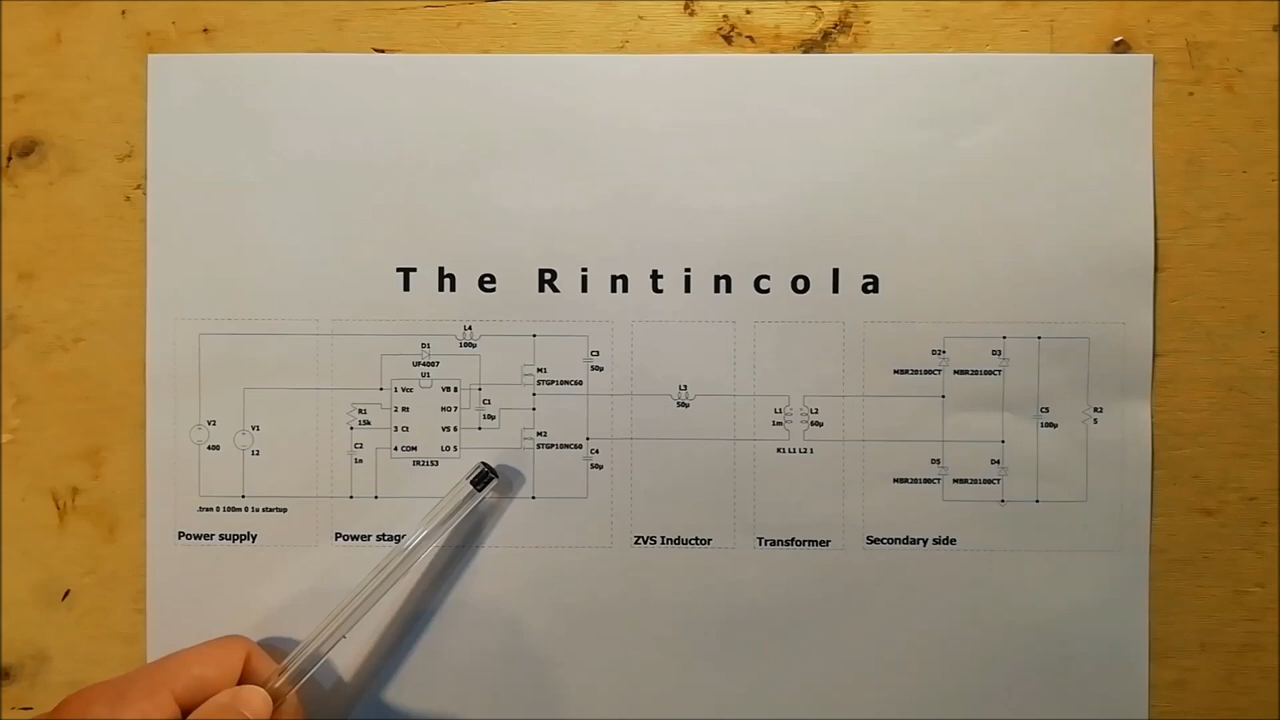 The Rintincola
L4
100µ
D1
UF4007
U1
1 Vcc
VB 8
2 Rt
HO 7
3 Ct
VS 6
4 COM
LO 5
IR2153
R1
15k
C2
1n
C1
10µ
V2
400
V1
12
M1
STGP10NC60
M2
STGP10NC60
C3
50µ
C4
50µ
L3
50µ
L1
1m
L2
60µ
K1 L1 L2 1
D2
MBR20100CT
D3
MBR20100CT
D5
MBR20100CT
D4
MBR20100CT
C5
100µ
R2
5
.tran 0 100m 0 1u startup
Power supply
Power stage
ZVS Inductor
Transformer
Secondary side